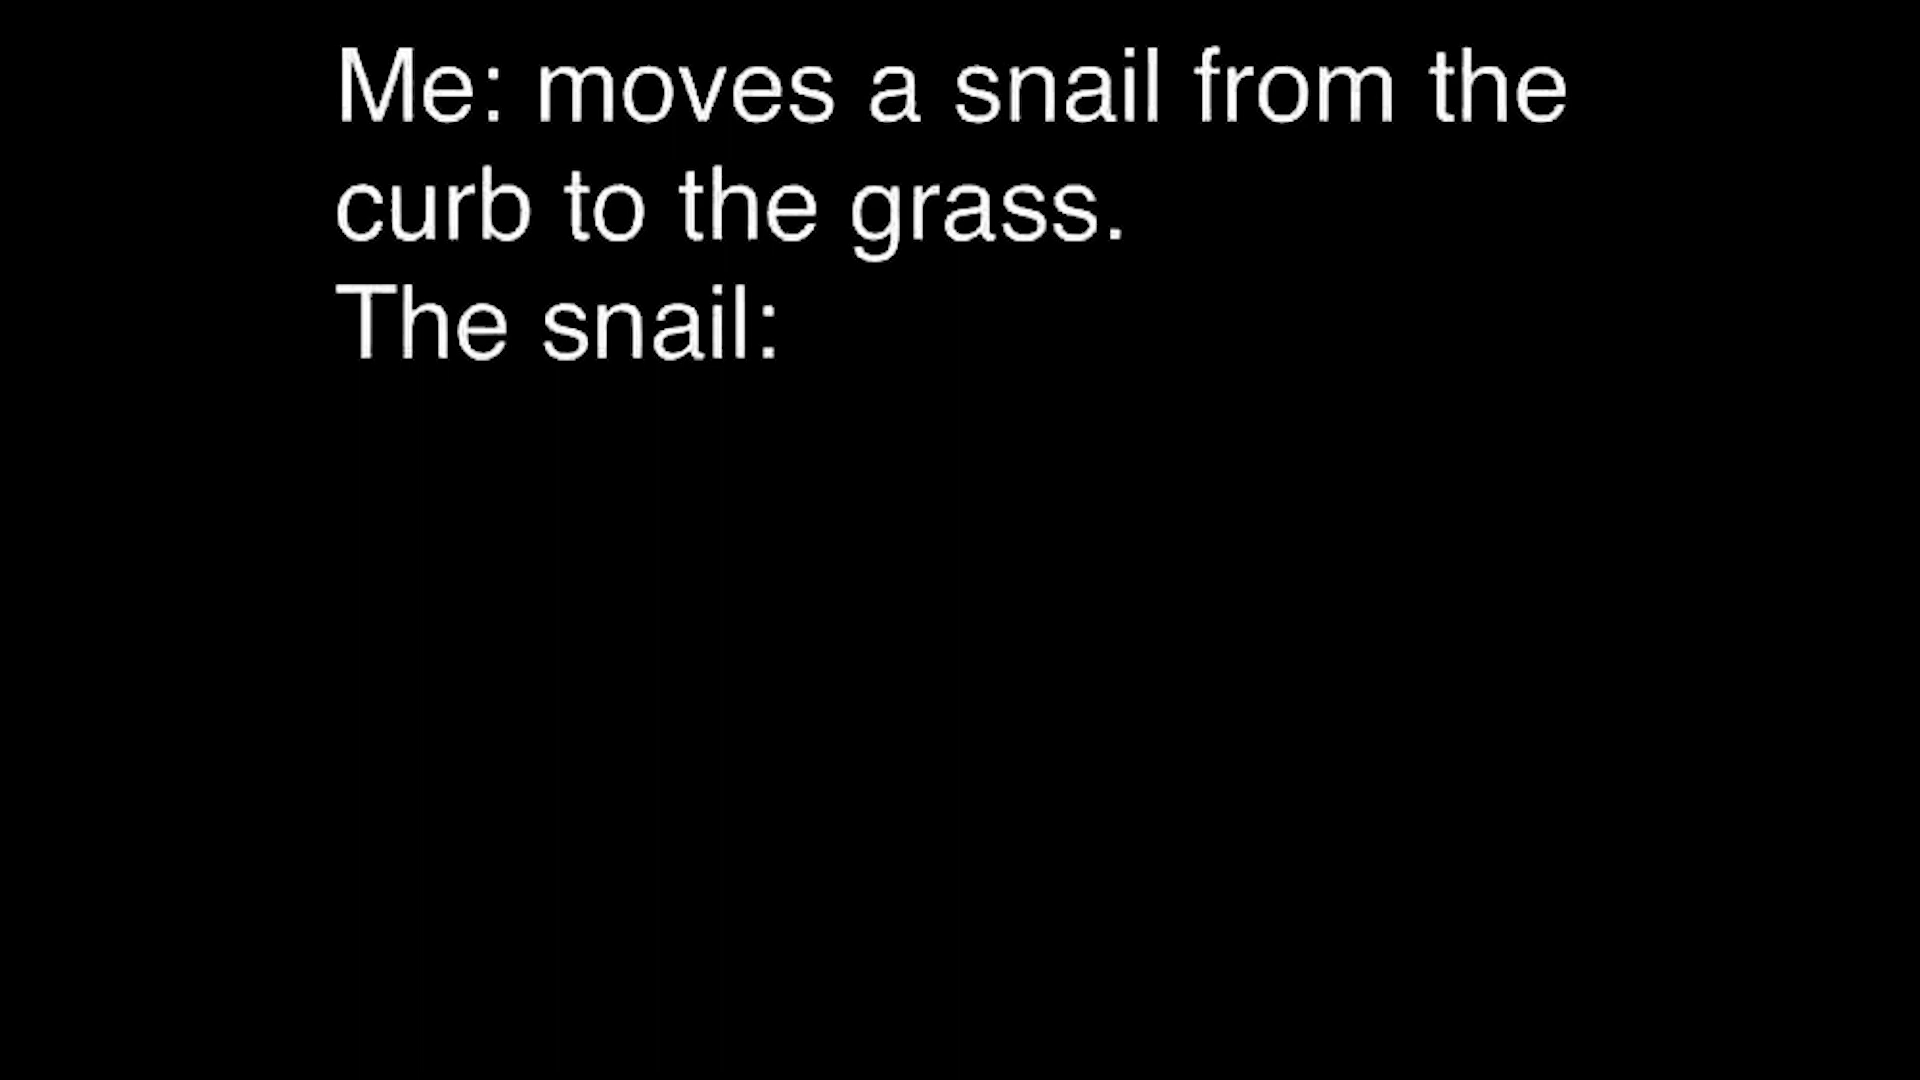 Me: moves a snail from the
curb to the grass.
The snail: